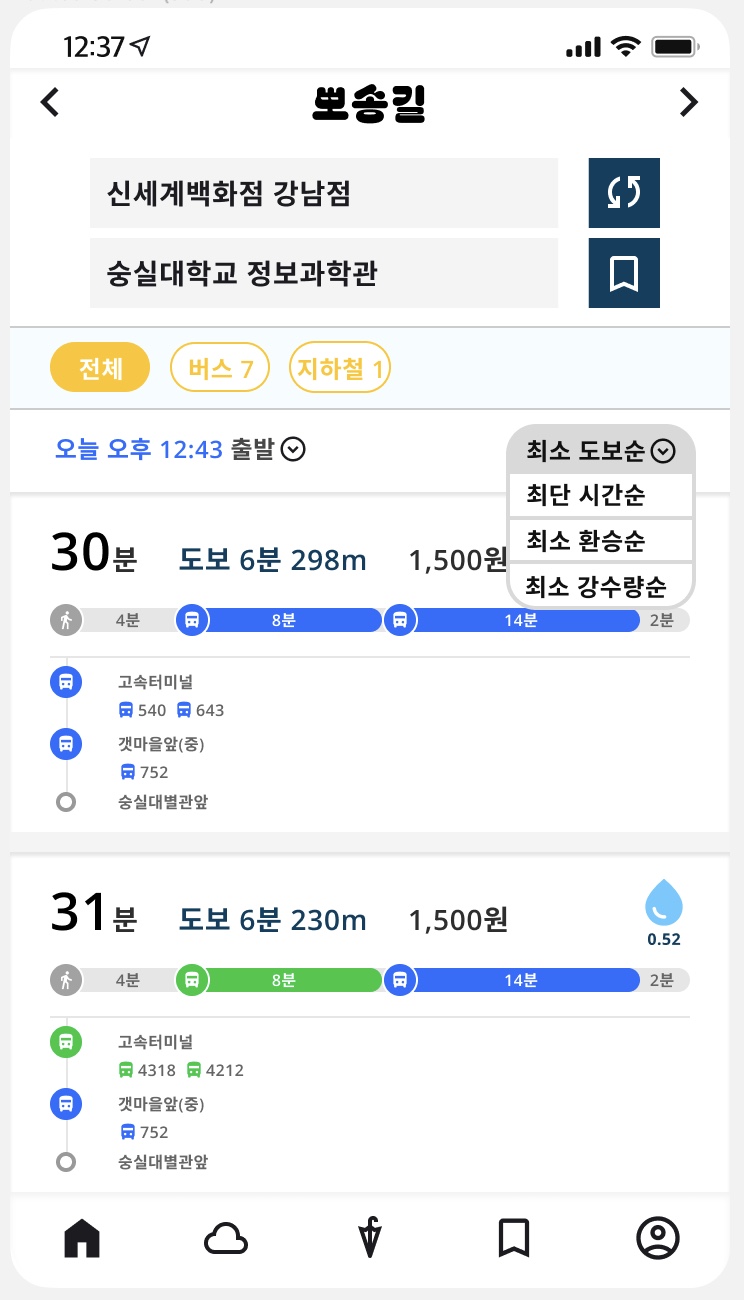 12:37
뽀송길
신세계백화점 강남점
숭실대학교 정보과학관
전체 버스 7 지하철 1
오늘 오후 12:43 출발
최소 도보순
최단 시간순
최소 환승순
최소 강수량순
30분 도보 6분 298m 1,500원
4분 8분 14분 2분
고속터미널
540 643
갯마을앞(중)
752
숭실대별관앞
31분 도보 6분 230m 1,500원
0.52
4분 8분 14분 2분
고속터미널
4318 4212
갯마을앞(중)
752
숭실대별관앞